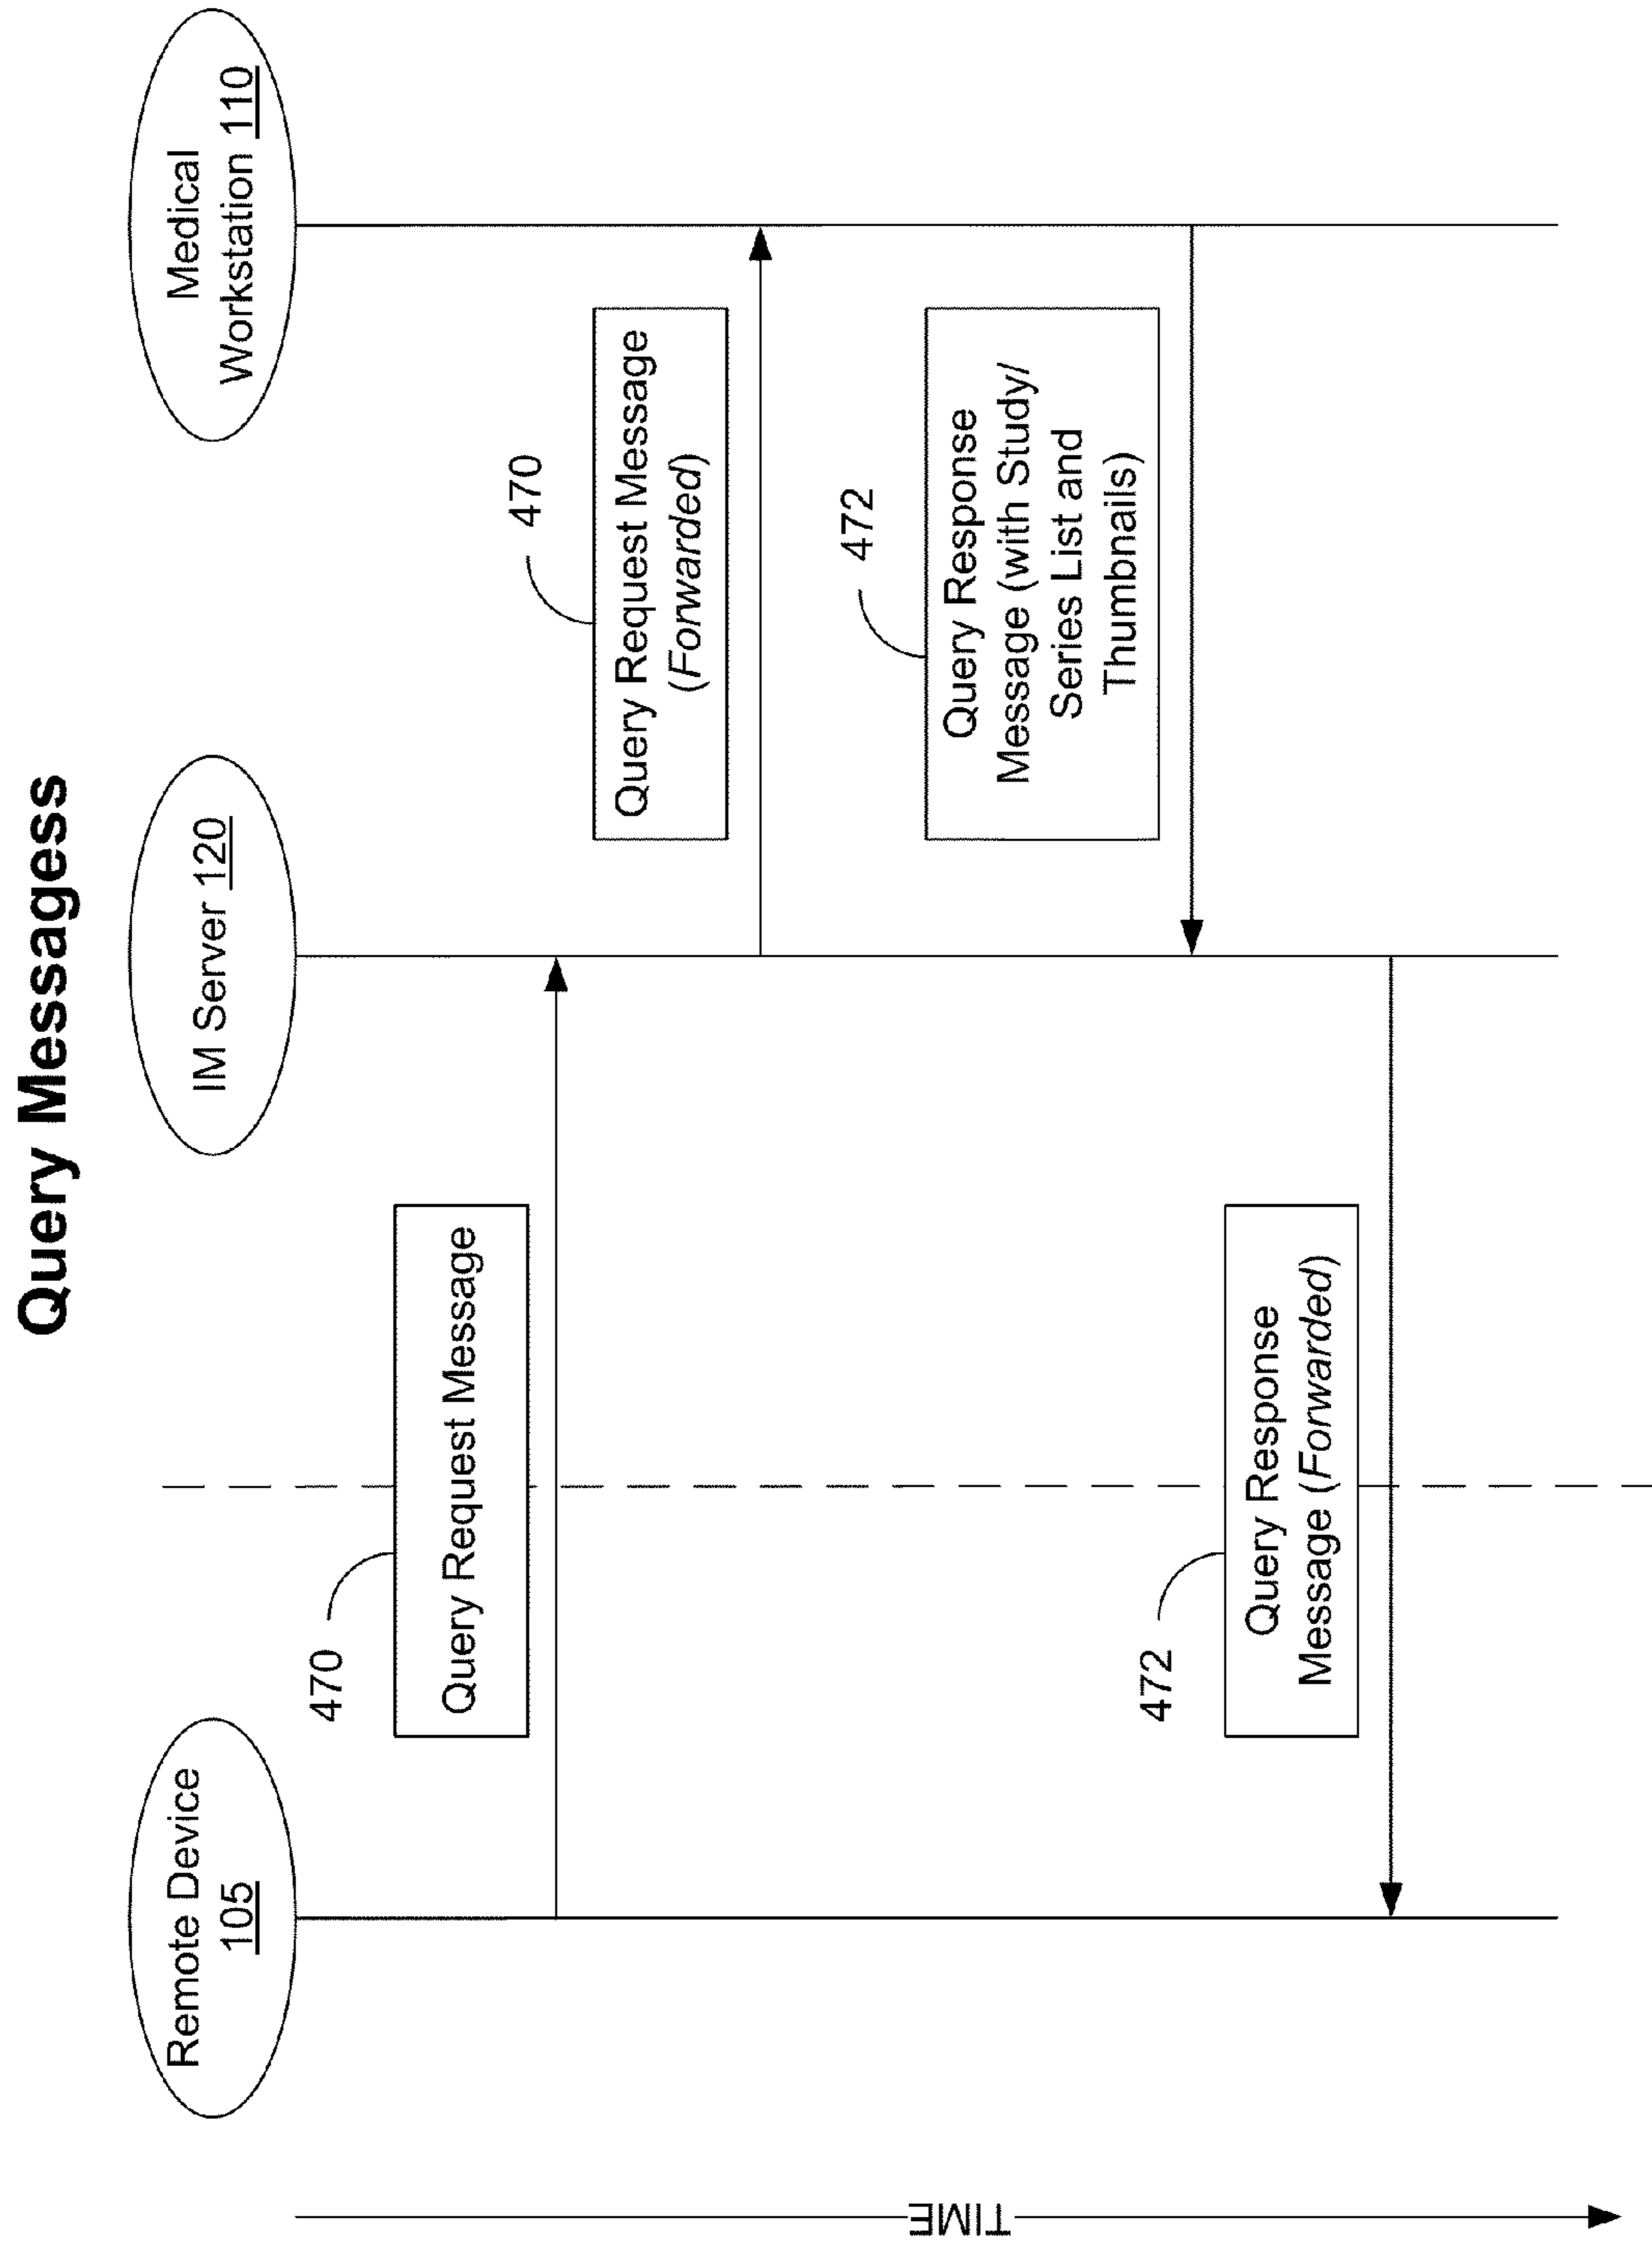 Query Messagess
Remote Device
105
IM Server 120
Medical
Workstation 110
470
Query Request Message
470
Query Request Message
(Forwarded)
472
Query Response
Message (with Study/
Series List and
Thumbnails)
472
Query Response
Message (Forwarded)
TIME